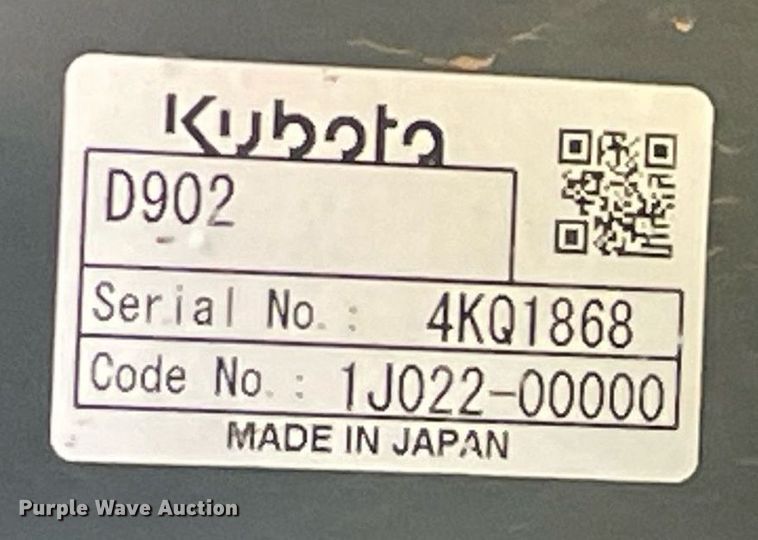 Kubota
D902
Serial No. : 4KQ1868
Code No. : 1J022-00000
MADE IN JAPAN
Purple Wave Auction